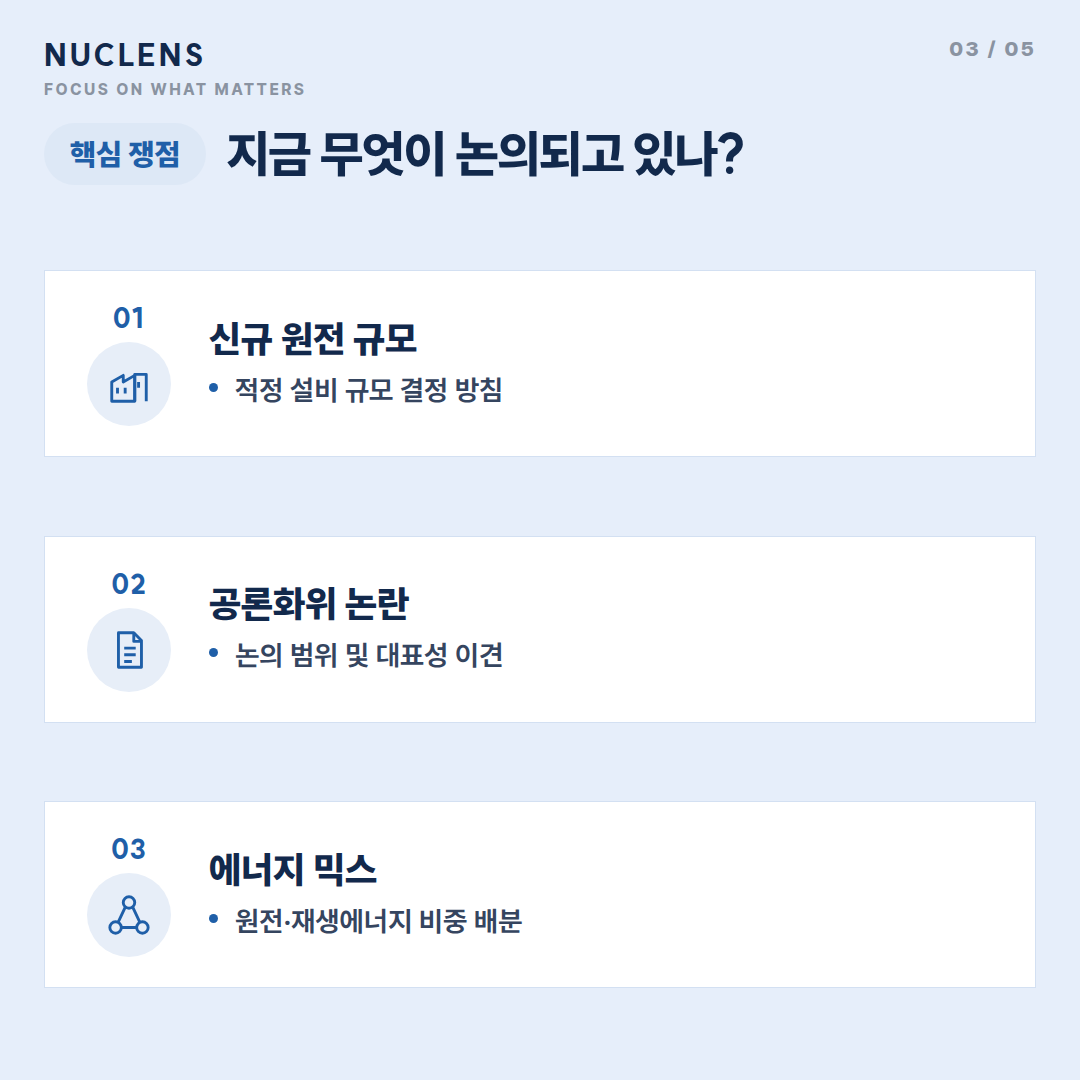 NUCLENS
03 / 05
FOCUS ON WHAT MATTERS
핵심 쟁점
지금 무엇이 논의되고 있나?
01
신규 원전 규모
• 적정 설비 규모 결정 방침
02
공론화위 논란
• 논의 범위 및 대표성 이견
03
에너지 믹스
• 원전·재생에너지 비중 배분